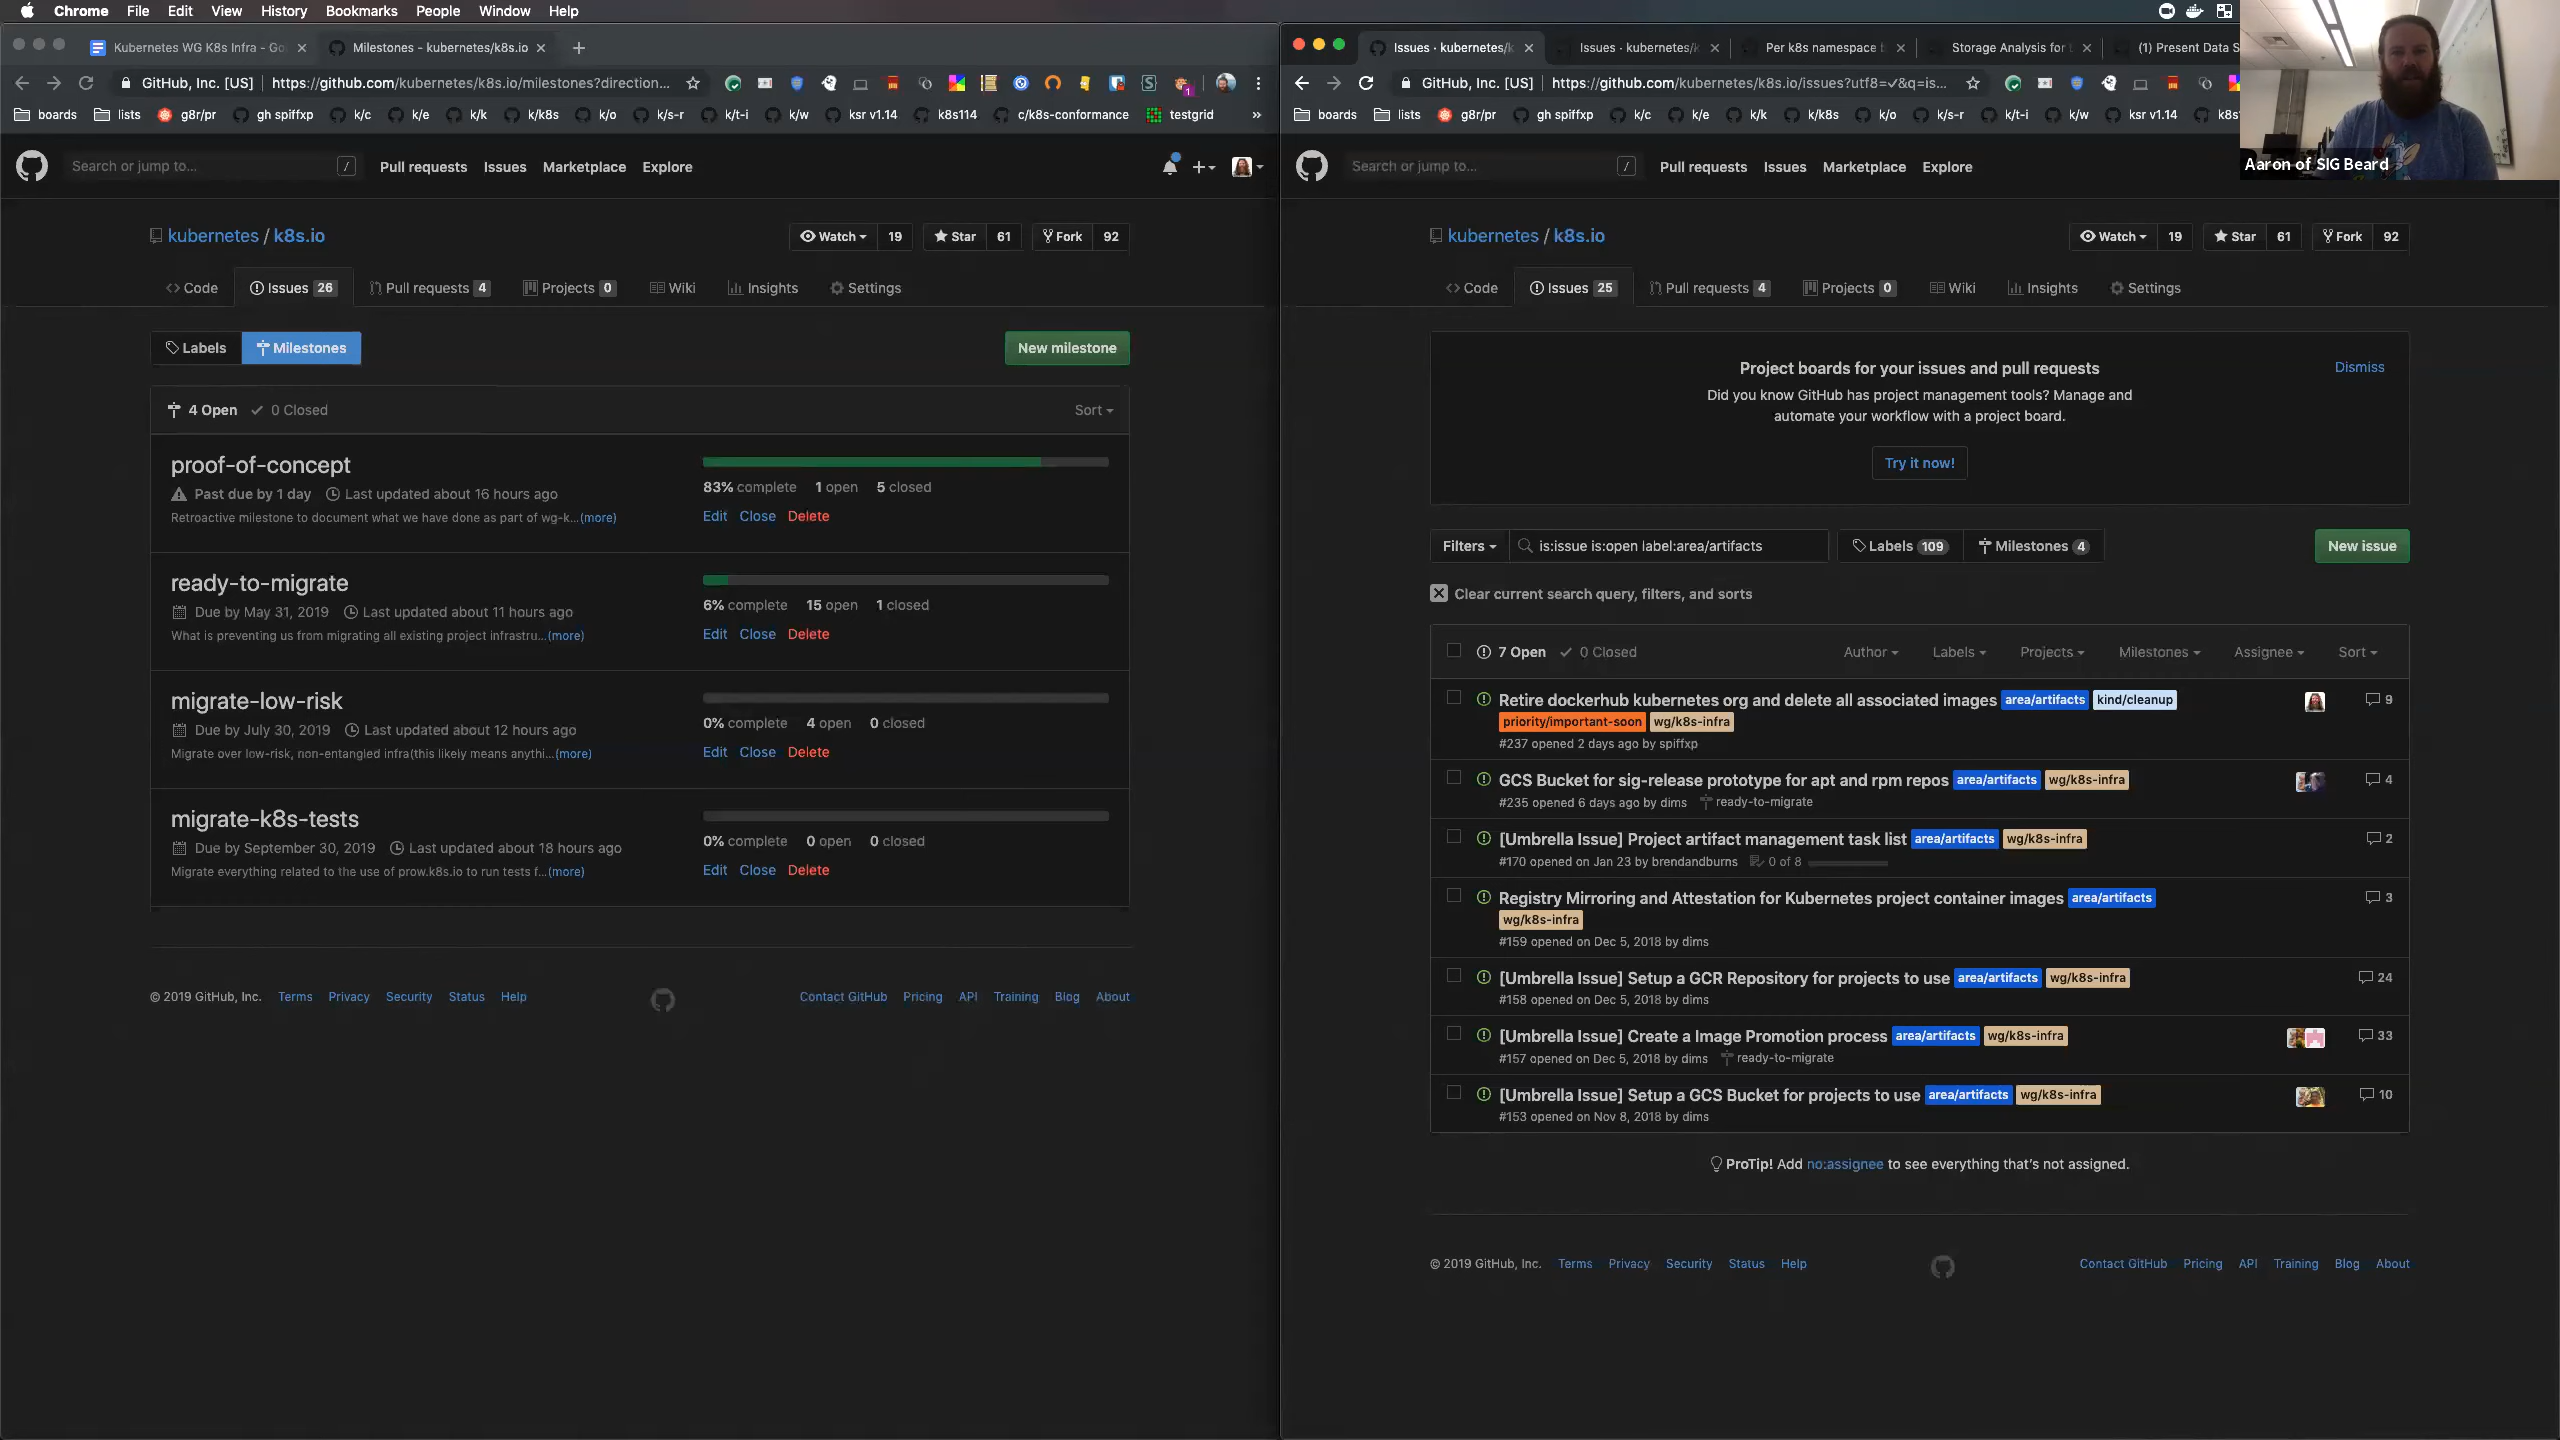 Chrome File Edit View History Bookmarks People Window Help
Kubernetes WG K8s Infra - Go
Milestones - kubernetes/k8s.io
GitHub, Inc. [US] https://github.com/kubernetes/k8s.io/milestones?direction...
boards lists g8r/pr gh spiffxp k/c k/e k/k k/k8s k/o k/s-r k/t-i k/w ksr v1.14 k8s114 c/k8s-conformance testgrid »
Search or jump to... / Pull requests Issues Marketplace Explore
kubernetes / k8s.io
Watch 19 Star 61 Fork 92
Code Issues 26 Pull requests 4 Projects 0 Wiki Insights Settings
Labels Milestones New milestone
4 Open 0 Closed Sort
proof-of-concept
Past due by 1 day Last updated about 16 hours ago
Retroactive milestone to document what we have done as part of wg-k...(more)
83% complete 1 open 5 closed
Edit Close Delete
ready-to-migrate
Due by May 31, 2019 Last updated about 11 hours ago
What is preventing us from migrating all existing project infrastru...(more)
6% complete 15 open 1 closed
Edit Close Delete
migrate-low-risk
Due by July 30, 2019 Last updated about 12 hours ago
Migrate over low-risk, non-entangled infra(this likely means anythi...(more)
0% complete 4 open 0 closed
Edit Close Delete
migrate-k8s-tests
Due by September 30, 2019 Last updated about 18 hours ago
Migrate everything related to the use of prow.k8s.io to run tests f...(more)
0% complete 0 open 0 closed
Edit Close Delete
© 2019 GitHub, Inc. Terms Privacy Security Status Help
Contact GitHub Pricing API Training Blog About
Issues · kubernetes/k
Issues · kubernetes/k
Per k8s namespace
Storage Analysis for
(1) Present Data S
GitHub, Inc. [US] https://github.com/kubernetes/k8s.io/issues?utf8=✓&q=is...
boards lists g8r/pr gh spiffxp k/c k/e k/k k/k8s k/o k/s-r k/t-i k/w ksr v1.14 k8s
Aaron of SIG Beard
Search or jump to... / Pull requests Issues Marketplace Explore
kubernetes / k8s.io
Watch 19 Star 61 Fork 92
Code Issues 25 Pull requests 4 Projects 0 Wiki Insights Settings
Project boards for your issues and pull requests
Dismiss
Did you know GitHub has project management tools? Manage and
automate your workflow with a project board.
Try it now!
Filters is:issue is:open label:area/artifacts Labels 109 Milestones 4 New issue
Clear current search query, filters, and sorts
7 Open 0 Closed Author Labels Projects Milestones Assignee Sort
Retire dockerhub kubernetes org and delete all associated images area/artifacts kind/cleanup 9
priority/important-soon wg/k8s-infra
#237 opened 2 days ago by spiffxp
GCS Bucket for sig-release prototype for apt and rpm repos area/artifacts wg/k8s-infra 4
#235 opened 6 days ago by dims ready-to-migrate
[Umbrella Issue] Project artifact management task list area/artifacts wg/k8s-infra 2
#170 opened on Jan 23 by brendandburns 0 of 8
Registry Mirroring and Attestation for Kubernetes project container images area/artifacts 3
wg/k8s-infra
#159 opened on Dec 5, 2018 by dims
[Umbrella Issue] Setup a GCR Repository for projects to use area/artifacts wg/k8s-infra 24
#158 opened on Dec 5, 2018 by dims
[Umbrella Issue] Create a Image Promotion process area/artifacts wg/k8s-infra 33
#157 opened on Dec 5, 2018 by dims ready-to-migrate
[Umbrella Issue] Setup a GCS Bucket for projects to use area/artifacts wg/k8s-infra 10
#153 opened on Nov 8, 2018 by dims
ProTip! Add no:assignee to see everything that's not assigned.
© 2019 GitHub, Inc. Terms Privacy Security Status Help
Contact GitHub Pricing API Training Blog About